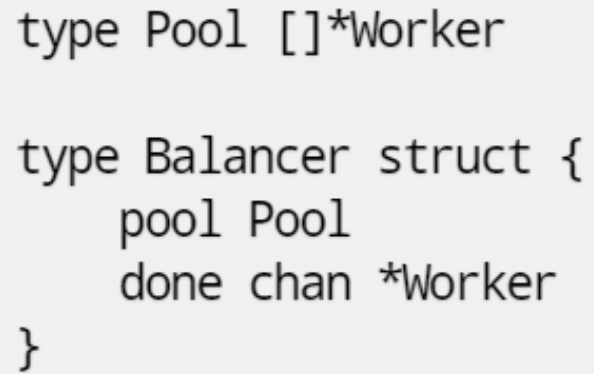 type Pool []*Worker
type Balancer struct {
    pool Pool
    done chan *Worker
}